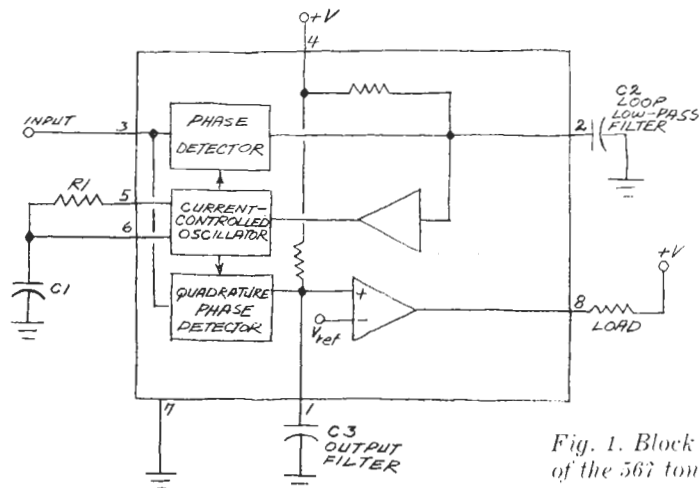 +V
4
C2
LOOP
LOW-PASS
FILTER
INPUT
3
PHASE
DETECTOR
2
R1
5
CURRENT-
CONTROLLED
OSCILLATOR
6
C1
+V
QUADRATURE
PHASE
DETECTOR
+
-
Vref
8
LOAD
7
1
C3
OUTPUT
FILTER
Fig. 1. Block
of the 567 ton